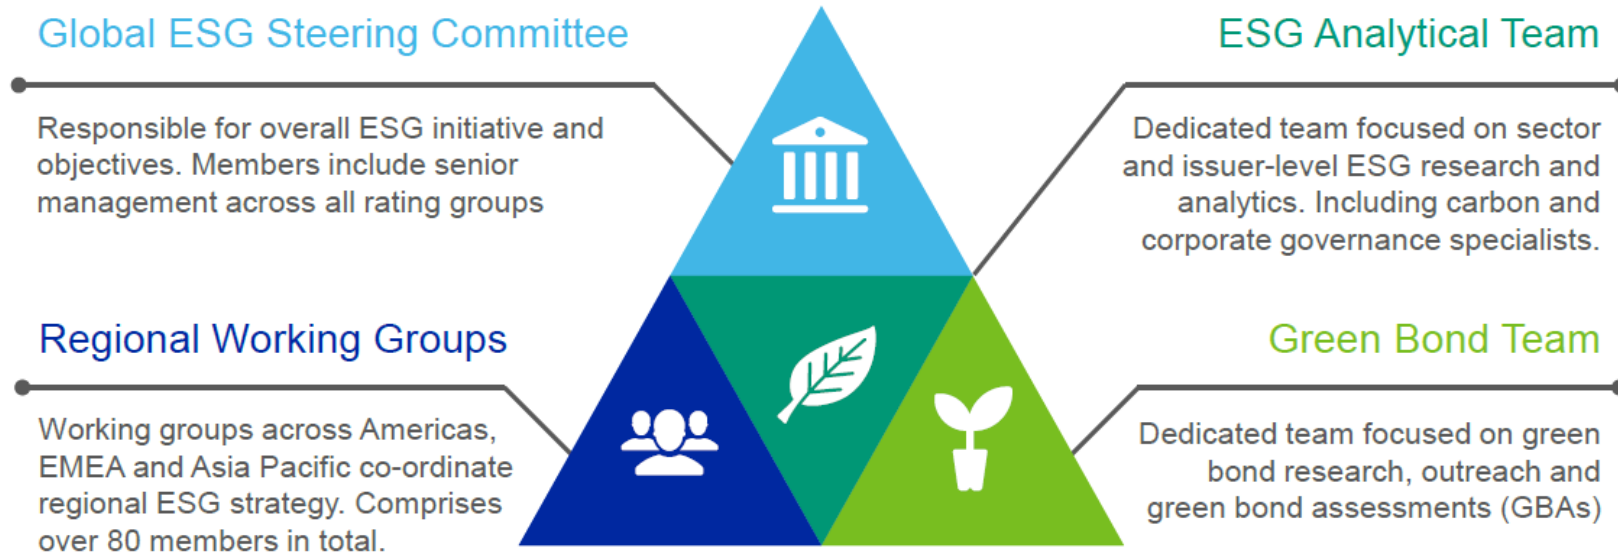 Global ESG Steering Committee
Responsible for overall ESG initiative and
objectives. Members include senior
management across all rating groups
ESG Analytical Team
Dedicated team focused on sector
and issuer-level ESG research and
analytics. Including carbon and
corporate governance specialists.
Regional Working Groups
Working groups across Americas,
EMEA and Asia Pacific co-ordinate
regional ESG strategy. Comprises
over 80 members in total.
Green Bond Team
Dedicated team focused on green
bond research, outreach and
green bond assessments (GBAs)